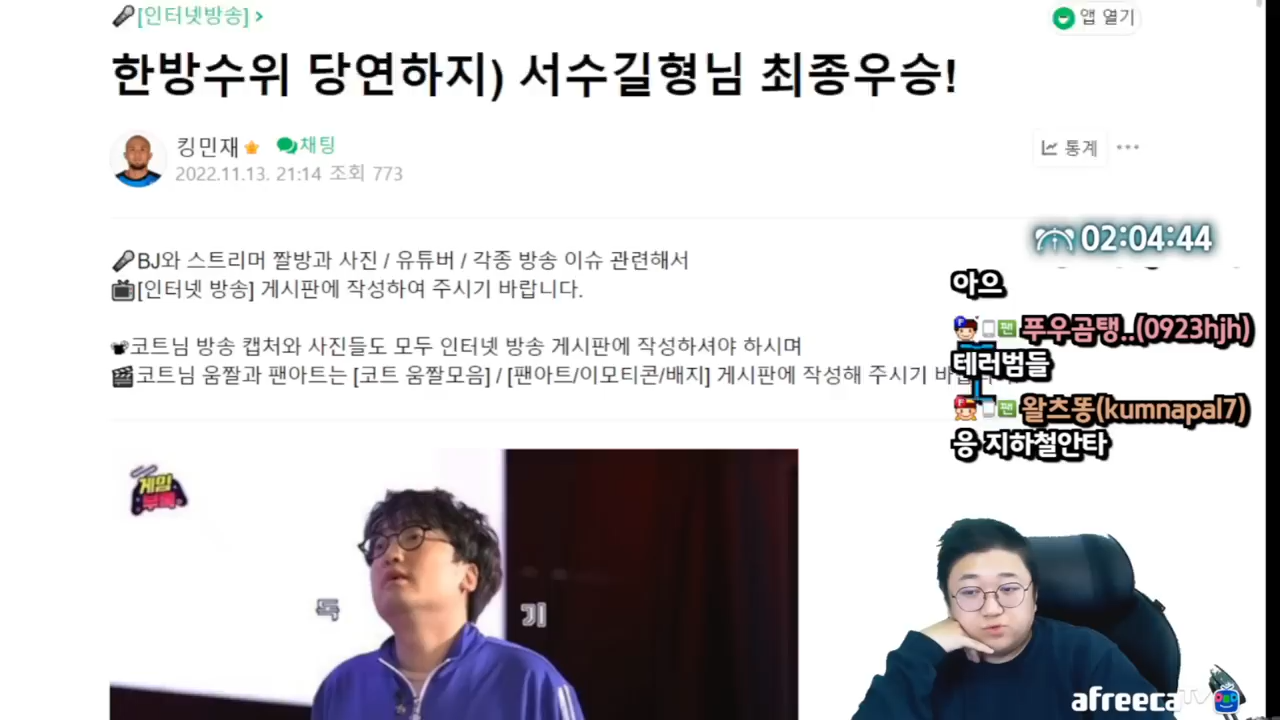 [인터넷방송] >
앱 열기
한방수위 당연하지) 서수길형님 최종우승!
킹민재 채팅
2022.11.13. 21:14 조회 773
통계
BJ와 스트리머 짤방과 사진 / 유튜버 / 각종 방송 이슈 관련해서
[인터넷 방송] 게시판에 작성하여 주시기 바랍니다.
코트님 방송 캡처와 사진들도 모두 인터넷 방송 게시판에 작성하셔야 하시며
코트님 움짤과 팬아트는 [코트 움짤모음] / [팬아트/이모티콘/배지] 게시판에 작성해 주시기
02:04:44
아으
팬 푸우곰탱..(0923hjh)
테러범들
팬 왈츠똥(kumnapal7)
응 지하철안타
게임
부록
득 기
afreecaTV